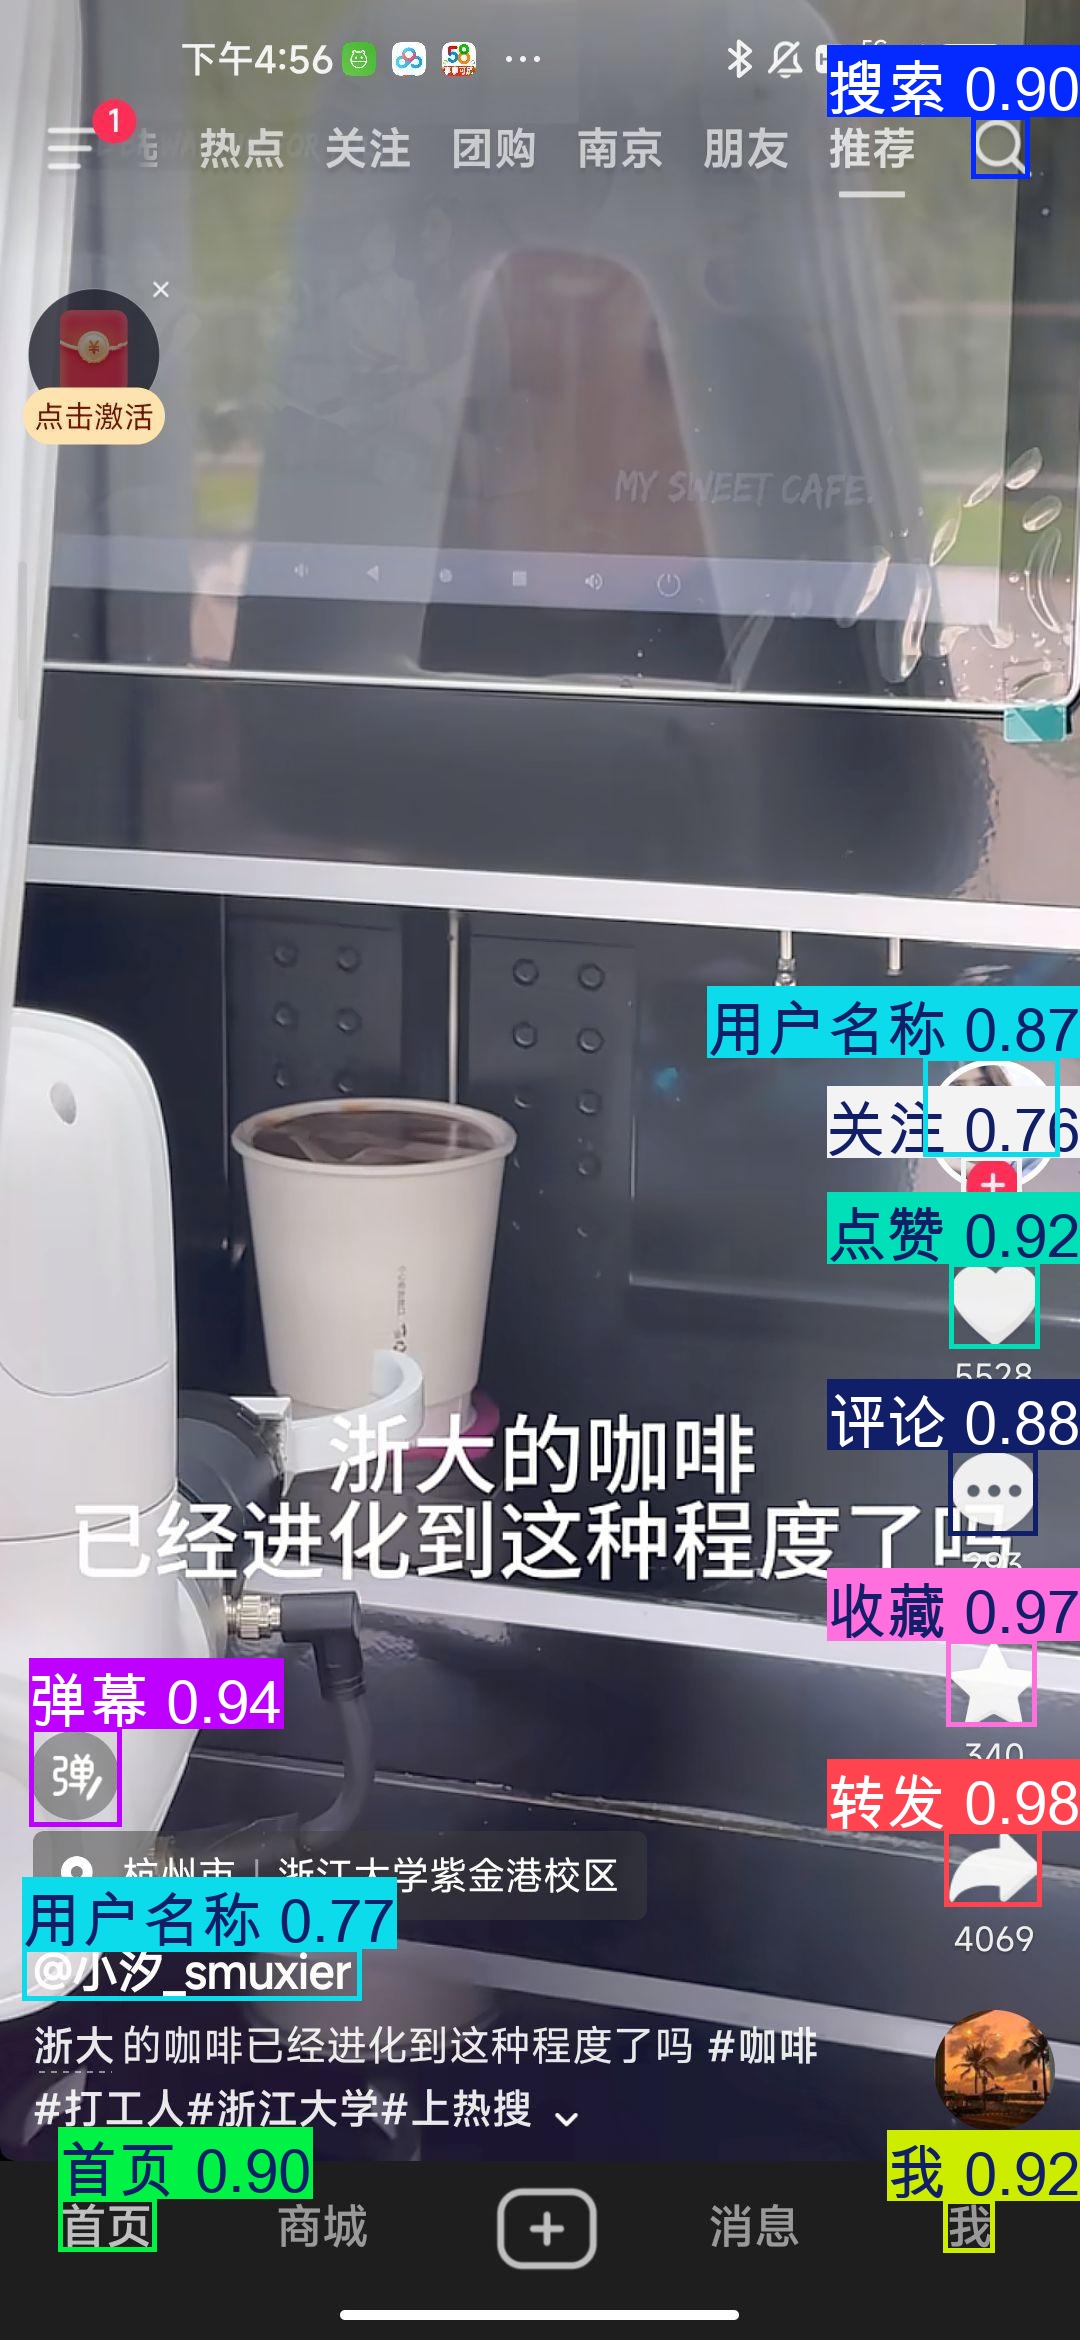 下午4:56
搜索 0.90
1
热点 关注 团购 南京 朋友 推荐
点击激活
MY SWEET CAFE.
用户名称 0.87
关注 0.76
点赞 0.92
5528
评论 0.88
浙大的咖啡
已经进化到这种程度了吗
293
收藏 0.97
弹幕 0.94
弹
340
转发 0.98
杭州市 | 浙江大学紫金港校区
用户名称 0.77
4069
@小汐_smuxier
浙大的咖啡已经进化到这种程度了吗 #咖啡
#打工人#浙江大学#上热搜
首页 0.90
我 0.92
首页 商城 消息 我